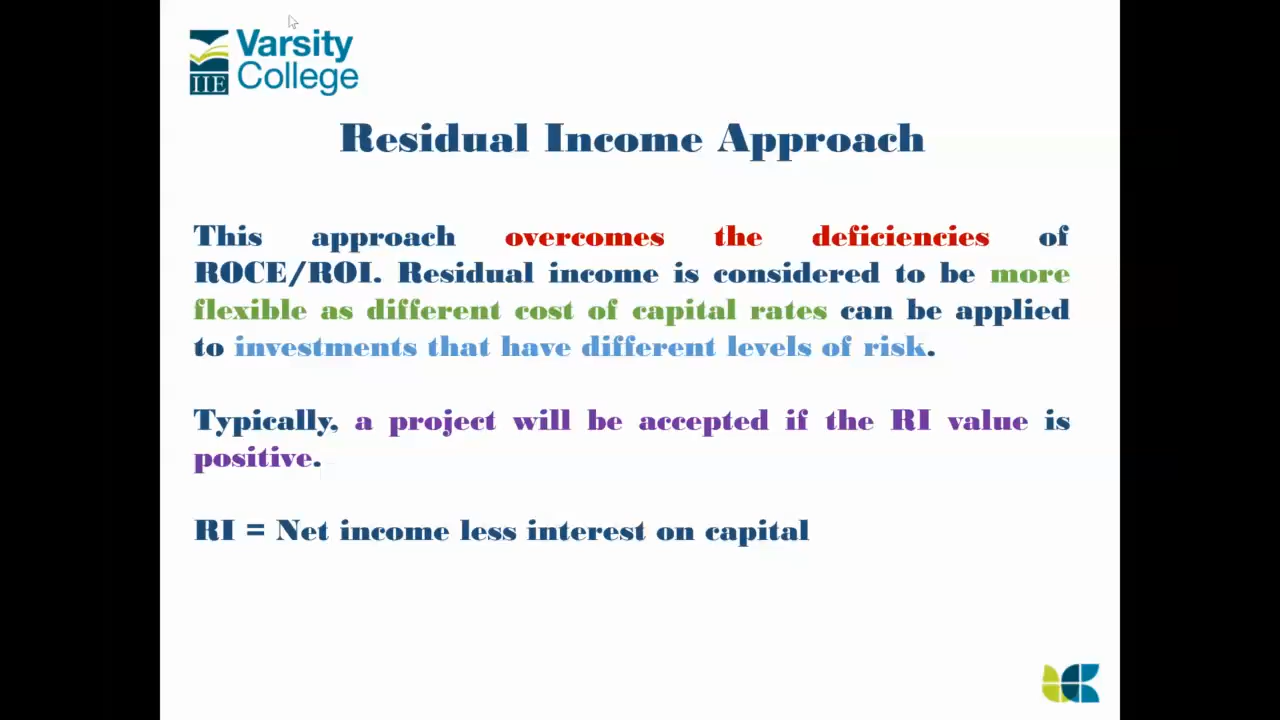 Varsity
College
IIE
Residual Income Approach
This approach overcomes the deficiencies of
ROCE/ROI. Residual income is considered to be more
flexible as different cost of capital rates can be applied
to investments that have different levels of risk.
Typically, a project will be accepted if the RI value is
positive.
RI = Net income less interest on capital